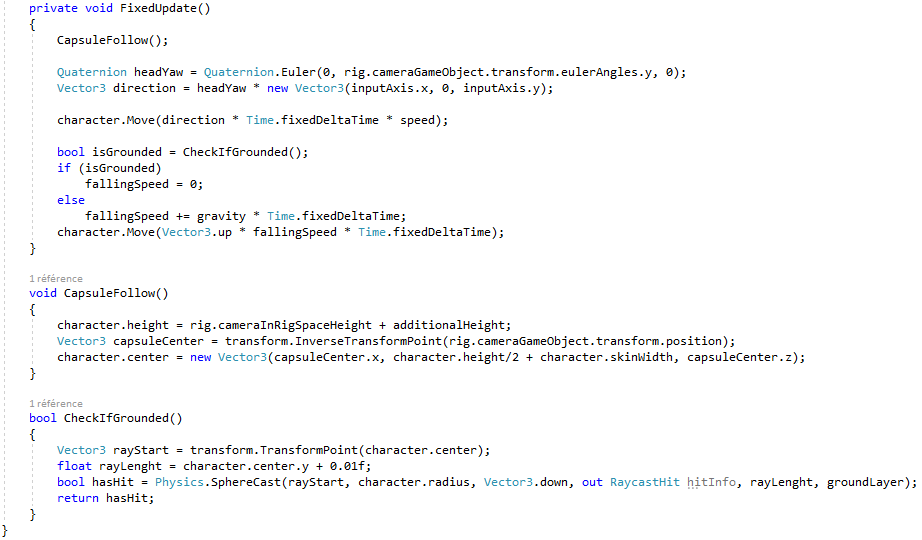 private void FixedUpdate()
{
CapsuleFollow();
Quaternion headYaw = Quaternion.Euler(0, rig.cameraGameObject.transform.eulerAngles.y, 0);
Vector3 direction = headYaw * new Vector3(inputAxis.x, 0, inputAxis.y);
character.Move(direction * Time.fixedDeltaTime * speed);
bool isGrounded = CheckIfGrounded();
if (isGrounded)
fallingSpeed = 0;
else
fallingSpeed += gravity * Time.fixedDeltaTime;
character.Move(Vector3.up * fallingSpeed * Time.fixedDeltaTime);
}
1 référence
void CapsuleFollow()
{
character.height = rig.cameraInRigSpaceHeight + additionalHeight;
Vector3 capsuleCenter = transform.InverseTransformPoint(rig.cameraGameObject.transform.position);
character.center = new Vector3(capsuleCenter.x, character.height/2 + character.skinWidth, capsuleCenter.z);
}
1 référence
bool CheckIfGrounded()
{
Vector3 rayStart = transform.TransformPoint(character.center);
float rayLenght = character.center.y + 0.01f;
bool hasHit = Physics.SphereCast(rayStart, character.radius, Vector3.down, out RaycastHit hitInfo, rayLenght, groundLayer);
return hasHit;
}
}